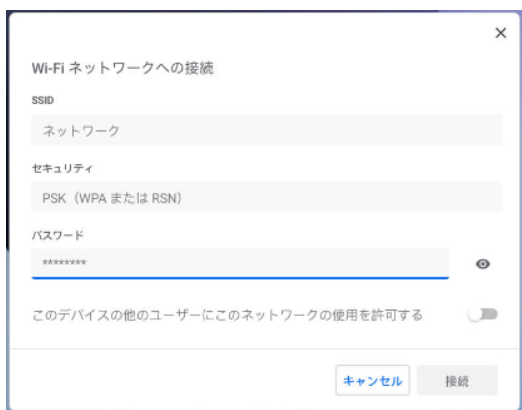 Wi-Fi ネットワークへの接続
SSID
ネットワーク
セキュリティ
PSK（WPA または RSN）
パスワード
********
このデバイスの他のユーザーにこのネットワークの使用を許可する
キャンセル
接続